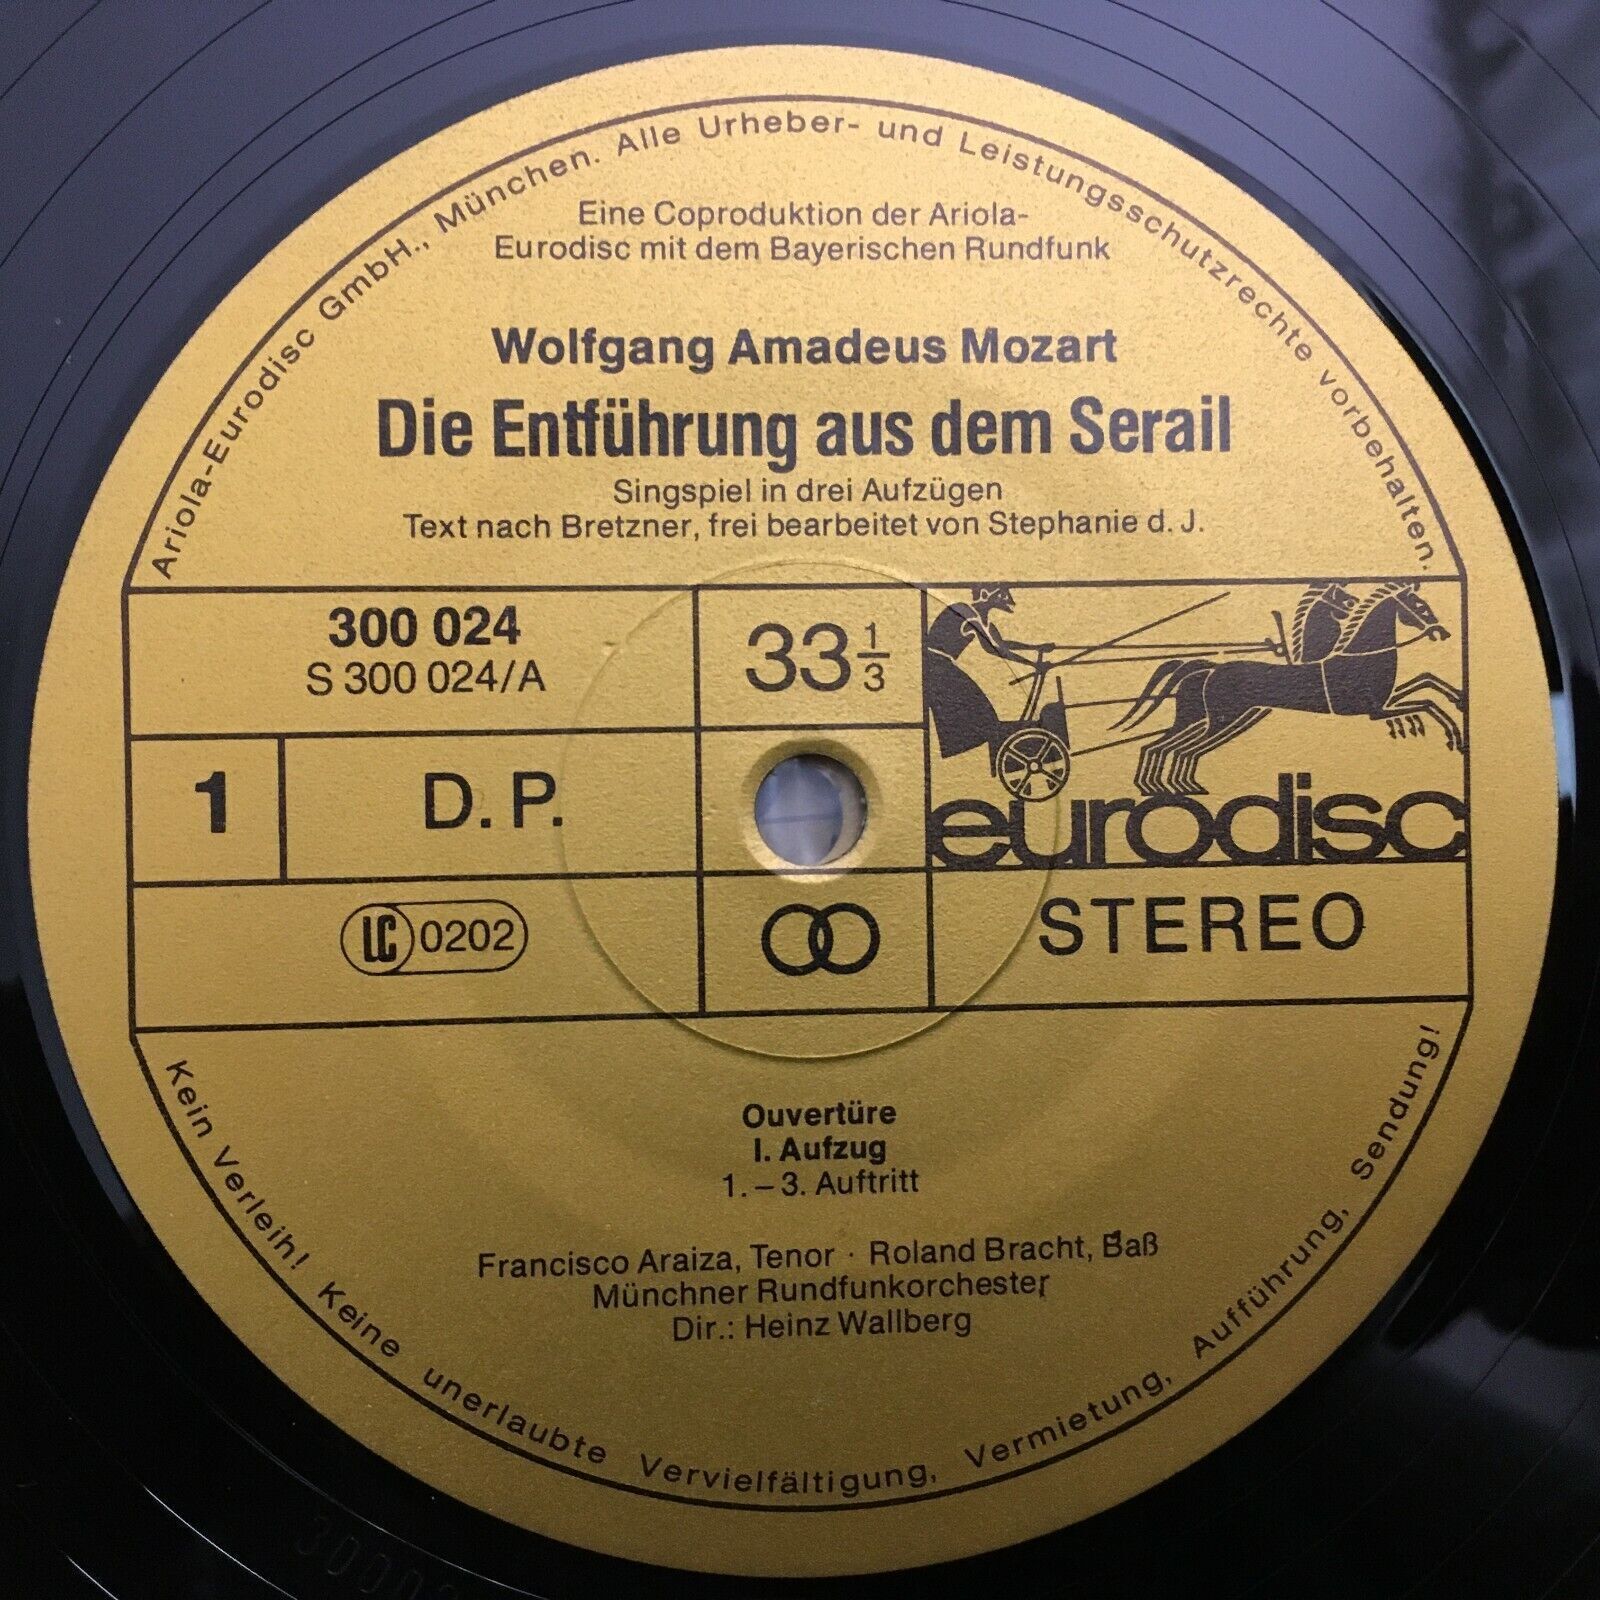 Ariola-Eurodisc GmbH., München. Alle Urheber- und Leistungsschutzrechte vorbehalten.
Eine Coproduktion der Ariola-
Eurodisc mit dem Bayerischen Rundfunk
Wolfgang Amadeus Mozart
Die Entführung aus dem Serail
Singspiel in drei Aufzügen
Text nach Bretzner, frei bearbeitet von Stephanie d. J.
300 024
S 300 024/A
33 1/3
1
D. P.
eurodisc
LC 0202
STEREO
Ouvertüre
I. Aufzug
1. – 3. Auftritt
Francisco Araiza, Tenor · Roland Bracht, Baß
Münchner Rundfunkorchester
Dir.: Heinz Wallberg
Kein Verleih! Keine unerlaubte Vervielfältigung, Vermietung, Aufführung, Sendung!